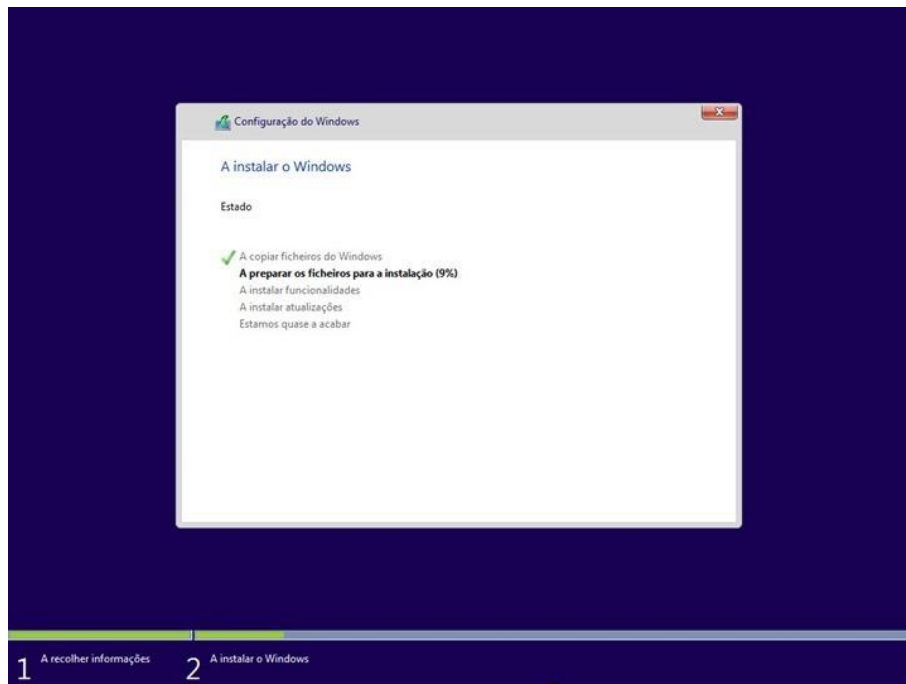 Configuração do Windows
A instalar o Windows
Estado
A copiar ficheiros do Windows
A preparar os ficheiros para a instalação (9%)
A instalar funcionalidades
A instalar atualizações
Estamos quase a acabar
1 A recolher informações
2 A instalar o Windows